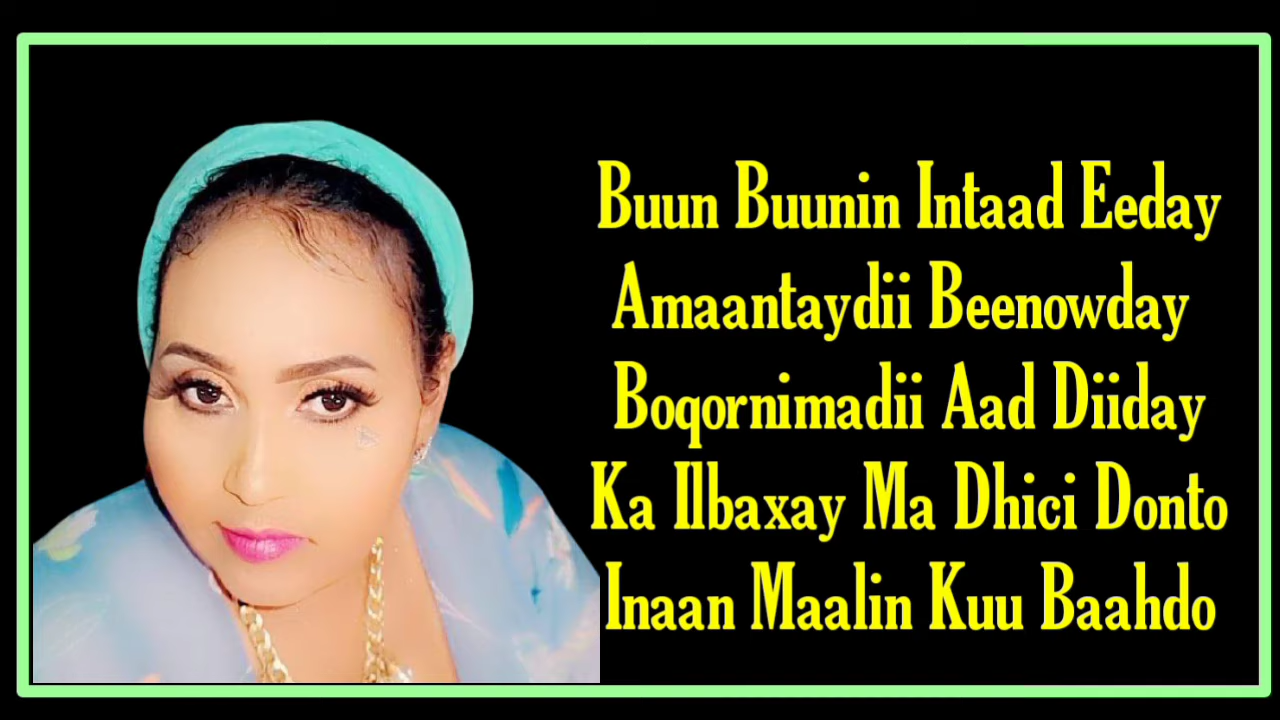 Buun Buunin Intaad Eeday
Amaantaydii Beenowday
Boqornimadii Aad Diiday
Ka Ilbaxay Ma Dhici Donto
Inaan Maalin Kuu Baahdo